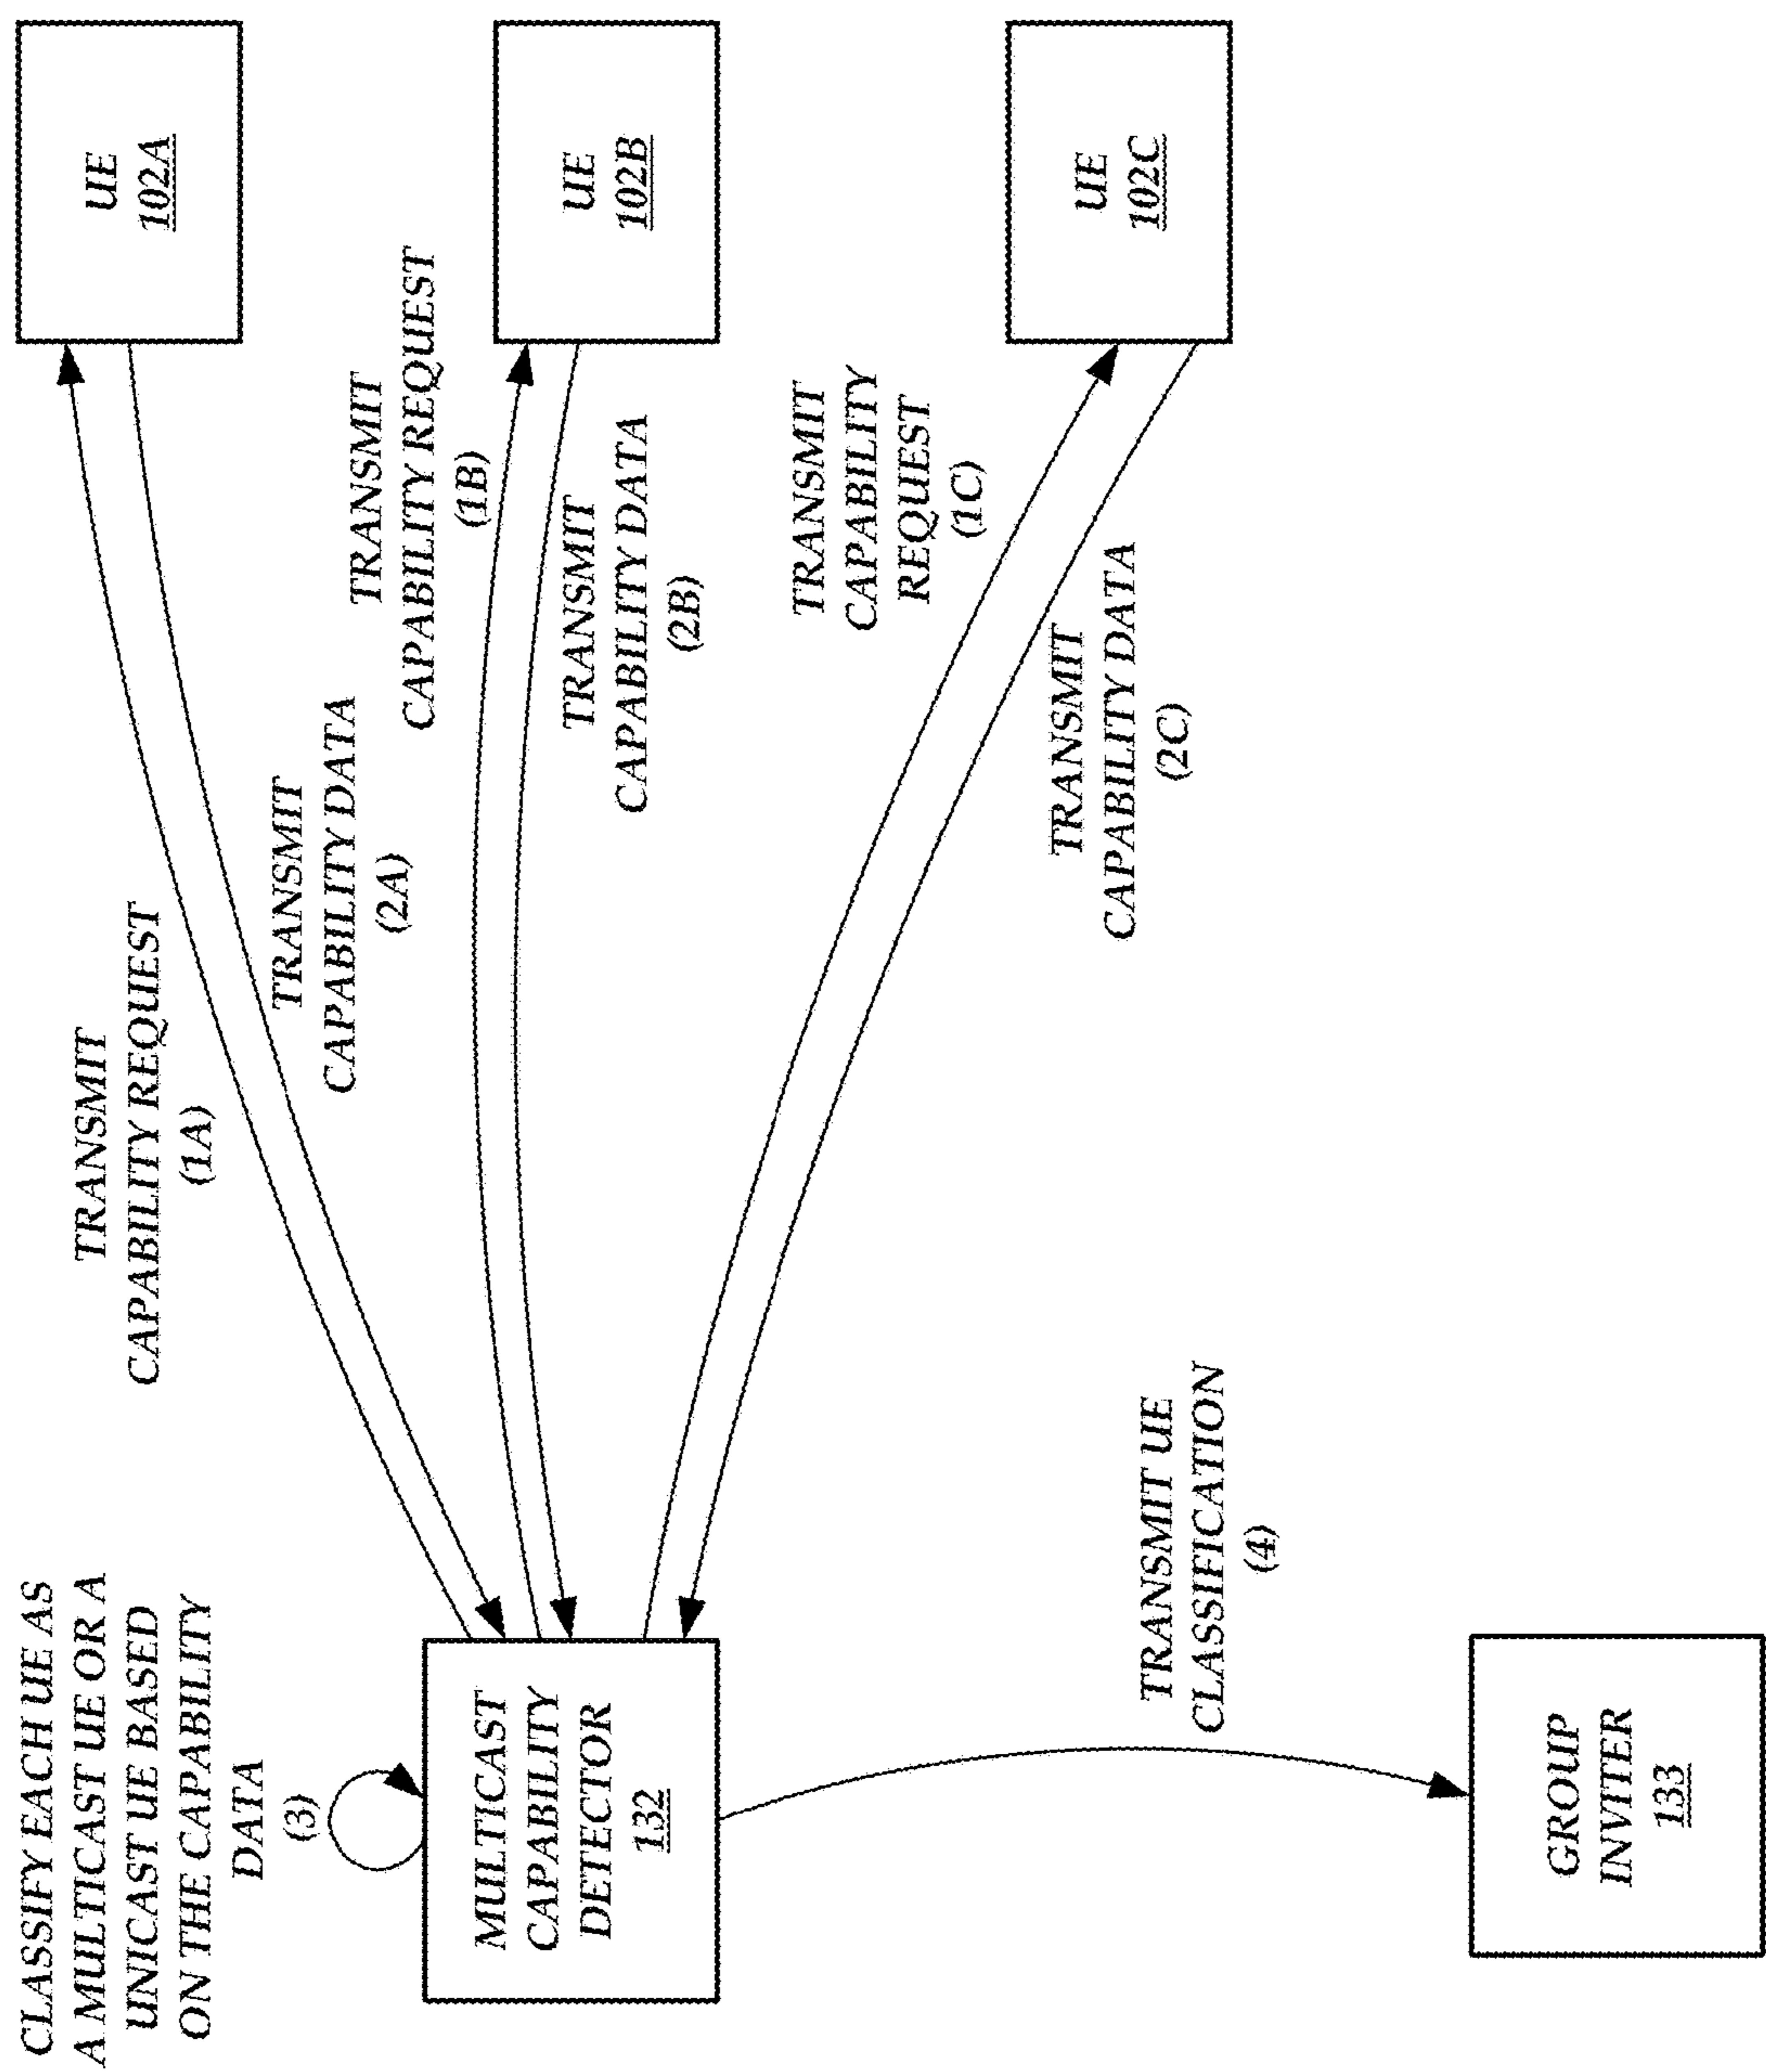 CLASSIFY EACH UE AS
A MULTICAST UE OR A
UNICAST UE BASED
ON THE CAPABILITY
DATA
(3)
MULTICAST
CAPABILITY
DETECTOR
132
TRANSMIT
CAPABILITY REQUEST
(1A)
TRANSMIT
CAPABILITY DATA
(2A)
TRANSMIT
CAPABILITY REQUEST
(1B)
TRANSMIT
CAPABILITY DATA
(2B)
TRANSMIT
CAPABILITY
REQUEST
(1C)
TRANSMIT
CAPABILITY DATA
(2C)
UE
102A
UE
102B
UE
102C
TRANSMIT UE
CLASSIFICATION
(4)
GROUP
INVITER
133